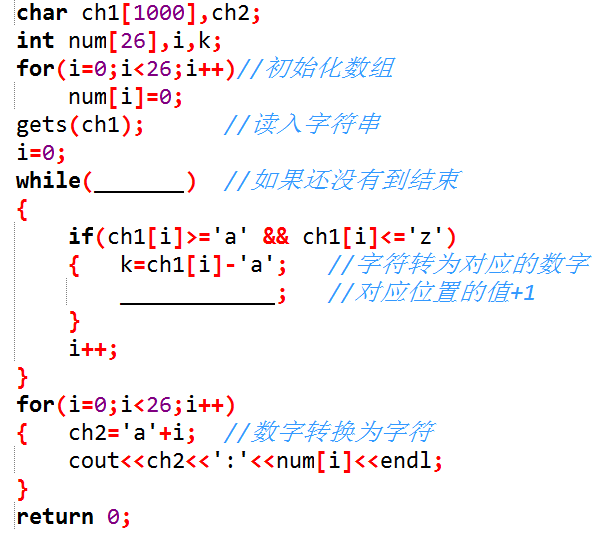 char ch1[1000],ch2;
int num[26],i,k;
for(i=0;i<26;i++)//初始化数组
num[i]=0;
gets(ch1); //读入字符串
i=0;
while(_______) //如果还没有到结束
{
if(ch1[i]>='a' && ch1[i]<='z')
{ k=ch1[i]-'a'; //字符转为对应的数字
____________; //对应位置的值+1
}
i++;
}
for(i=0;i<26;i++)
{ ch2='a'+i; //数字转换为字符
cout<<ch2<<':'<<num[i]<<endl;
}
return 0;